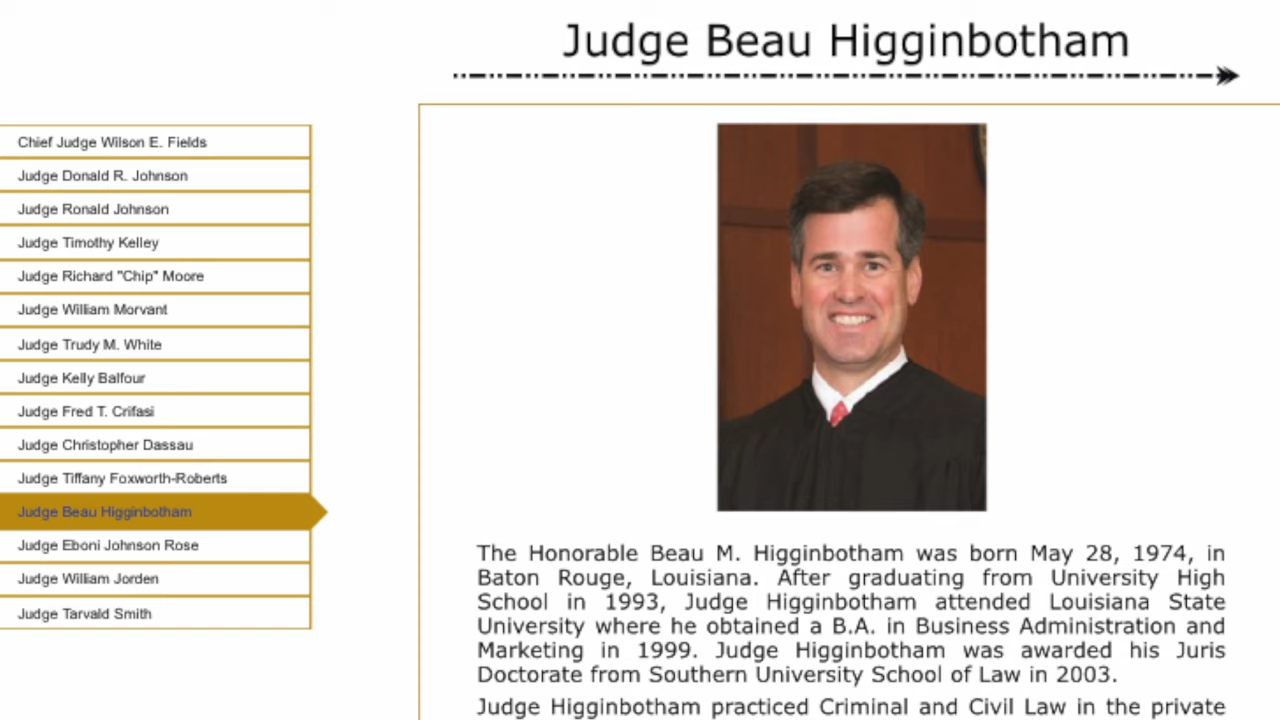 Judge Beau Higginbotham
Chief Judge Wilson E. Fields
Judge Donald R. Johnson
Judge Ronald Johnson
Judge Timothy Kelley
Judge Richard "Chip" Moore
Judge William Morvant
Judge Trudy M. White
Judge Kelly Balfour
Judge Fred T. Crifasi
Judge Christopher Dassau
Judge Tiffany Foxworth-Roberts
Judge Beau Higginbotham
Judge Eboni Johnson Rose
Judge William Jorden
Judge Tarvald Smith
The Honorable Beau M. Higginbotham was born May 28, 1974, in
Baton Rouge, Louisiana. After graduating from University High
School in 1993, Judge Higginbotham attended Louisiana State
University where he obtained a B.A. in Business Administration and
Marketing in 1999. Judge Higginbotham was awarded his Juris
Doctorate from Southern University School of Law in 2003.
Judge Higginbotham practiced Criminal and Civil Law in the private